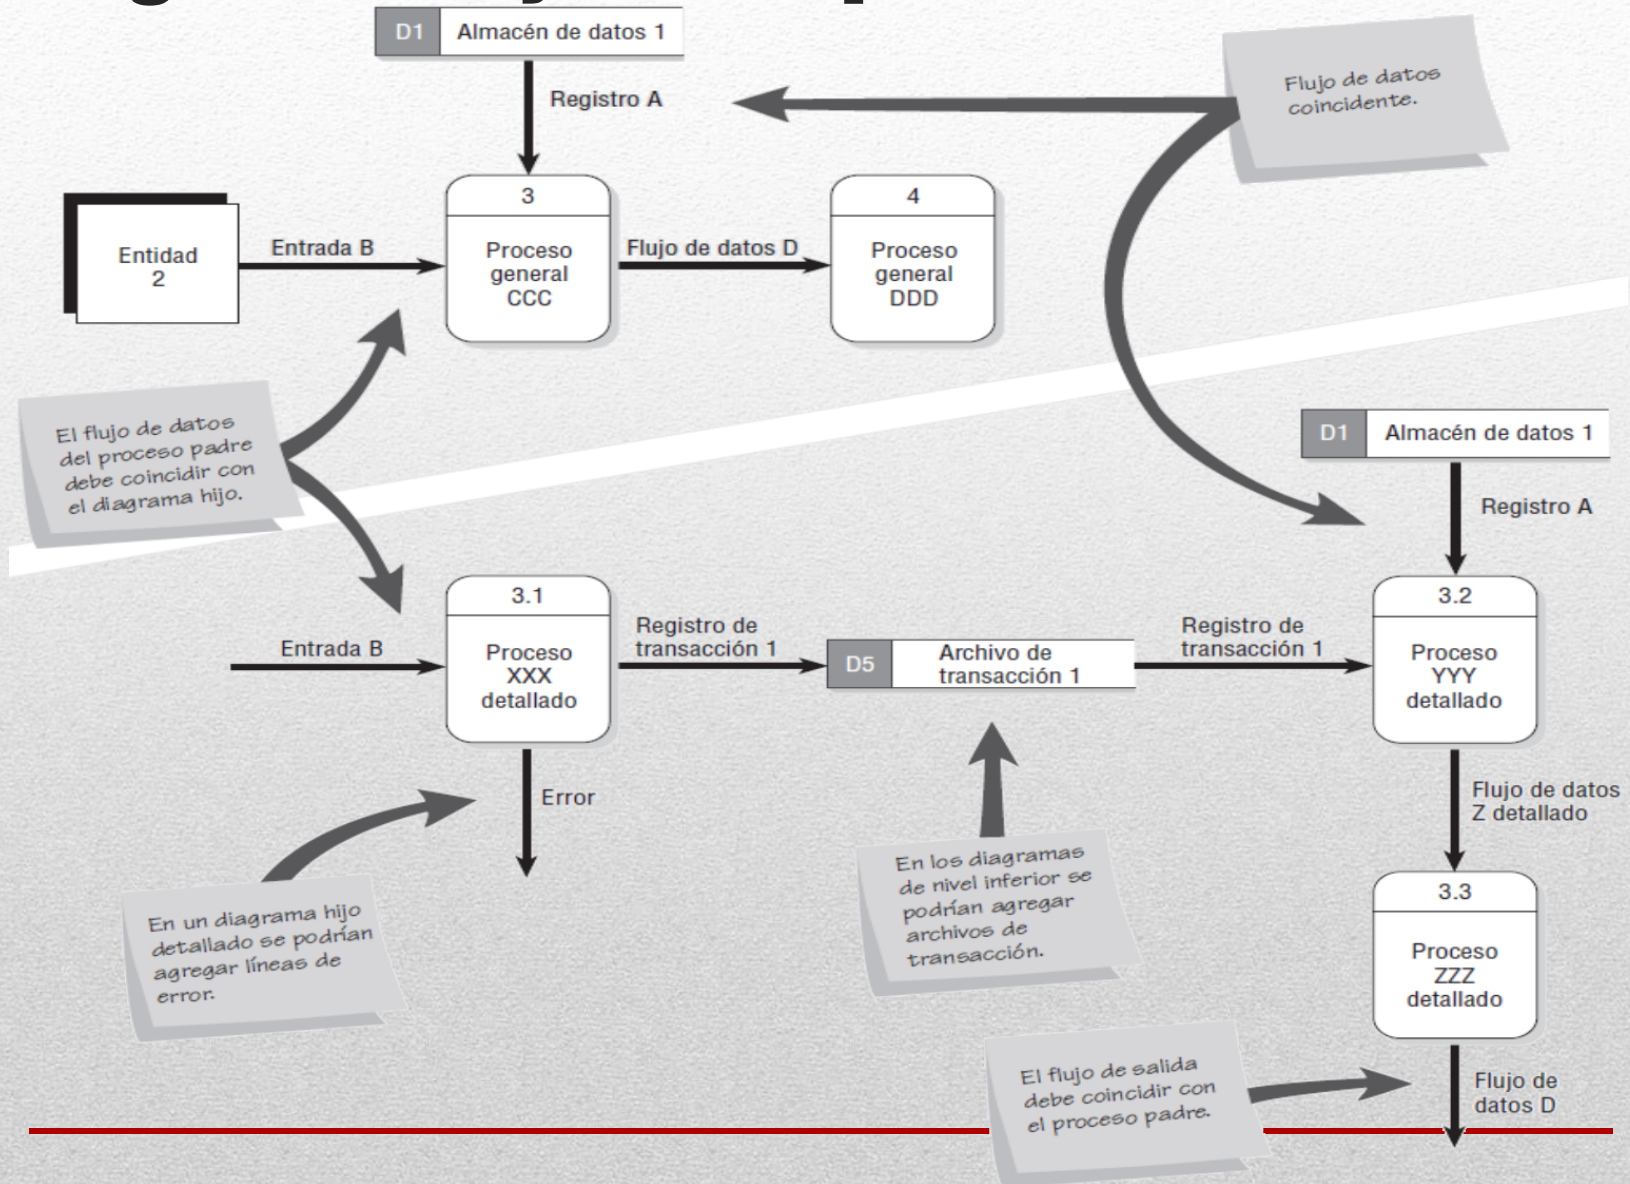 D1
Almacén de datos 1
Registro A
Flujo de datos
coincidente.
3
Proceso
general
CCC
4
Proceso
general
DDD
Entidad
2
Entrada B
Flujo de datos D
El flujo de datos
del proceso padre
debe coincidir con
el diagrama hijo.
D1
Almacén de datos 1
Registro A
Entrada B
3.1
Proceso
XXX
detallado
Registro de
transacción 1
D5
Archivo de
transacción 1
Registro de
transacción 1
3.2
Proceso
YYY
detallado
Error
Flujo de datos
Z detallado
En un diagrama hijo
detallado se podrían
agregar líneas de
error.
En los diagramas
de nivel inferior se
podrían agregar
archivos de
transacción.
3.3
Proceso
ZZZ
detallado
El flujo de salida
debe coincidir con
el proceso padre.
Flujo de
datos D